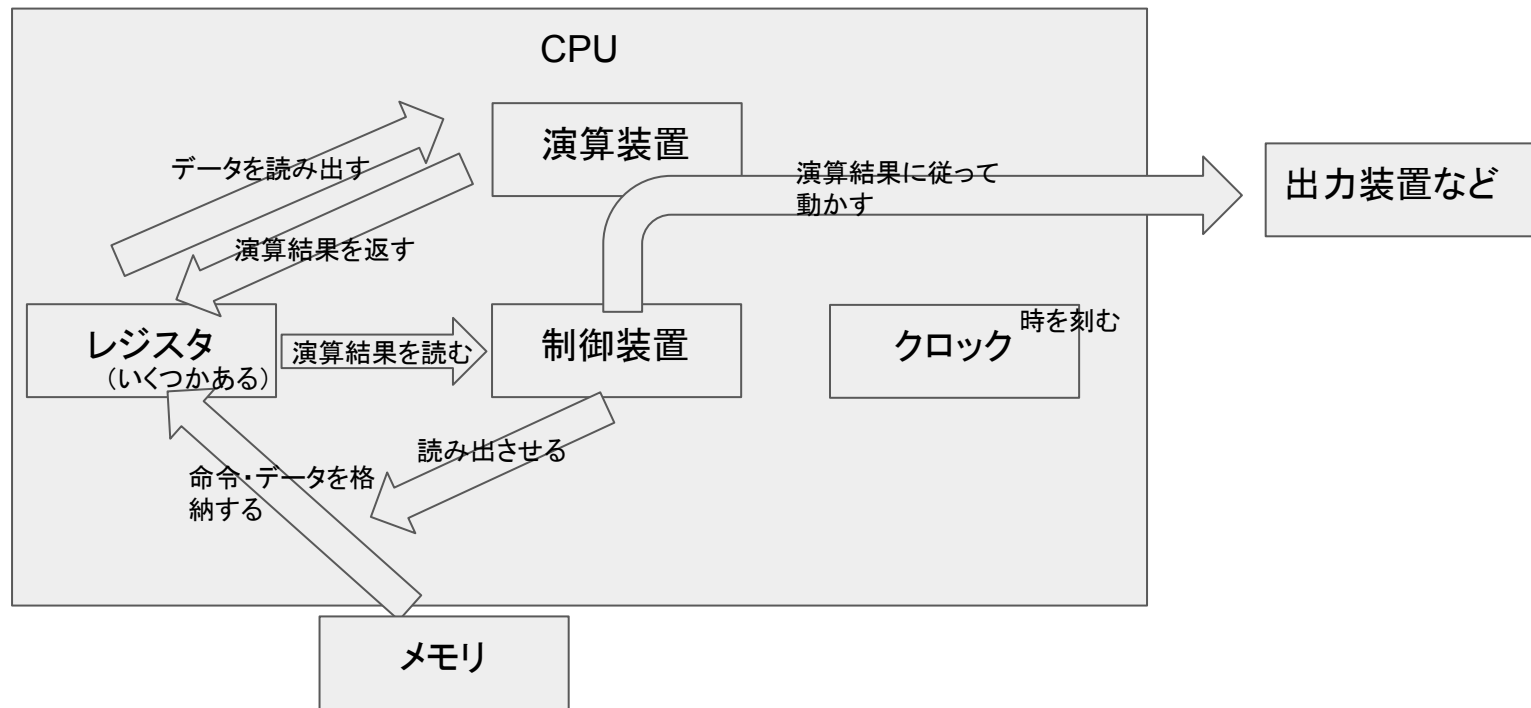 CPU
演算装置
データを読み出す
演算結果に従って
動かす
出力装置など
演算結果を返す
レジスタ
（いくつかある）
演算結果を読む
制御装置
クロック
時を刻む
読み出させる
命令・データを格
納する
メモリ